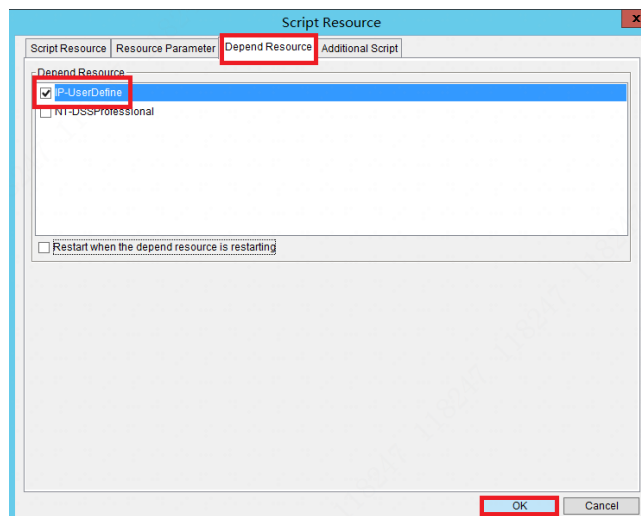 Script Resource
x
Script Resource Resource Parameter Depend Resource Additional Script
Depend Resource
IP-UserDefine
NT-DSSProfessional
Restart when the depend resource is restarting
OK Cancel